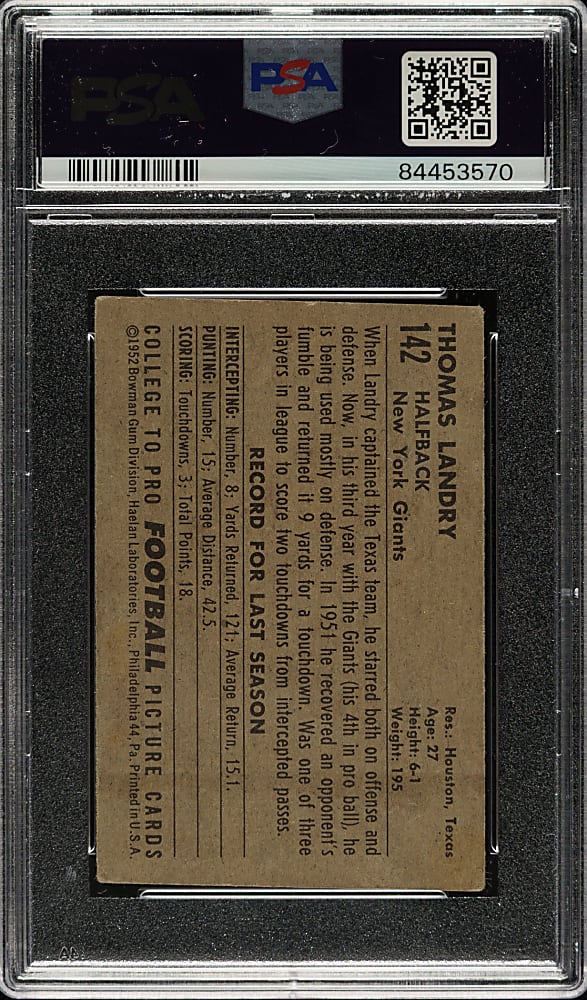 PSA
PSA
84453570
THOMAS LANDRY
142 HALFBACK
New York Giants
Res.: Houston, Texas
Age: 27
Height: 6-1
Weight: 195
When Landry captained the Texas team, he starred both on offense and
defense. Now, in his third year with the Giants (his 4th in pro ball), he
is being used mostly on defense. In 1951 he recovered an opponent's
fumble and returned it 9 yards for a touchdown. Was one of three
players in league to score two touchdowns from intercepted passes.
RECORD FOR LAST SEASON
INTERCEPTING: Number, 8; Yards Returned, 121; Average Return, 15.1.
PUNTING: Number, 15; Average Distance, 42.5.
SCORING: Touchdowns, 3; Total Points, 18.
COLLEGE TO PRO FOOTBALL PICTURE CARDS
©1952 Bowman Gum Division, Haelan Laboratories, Inc., Philadelphia 44, Pa. Printed in U.S.A.